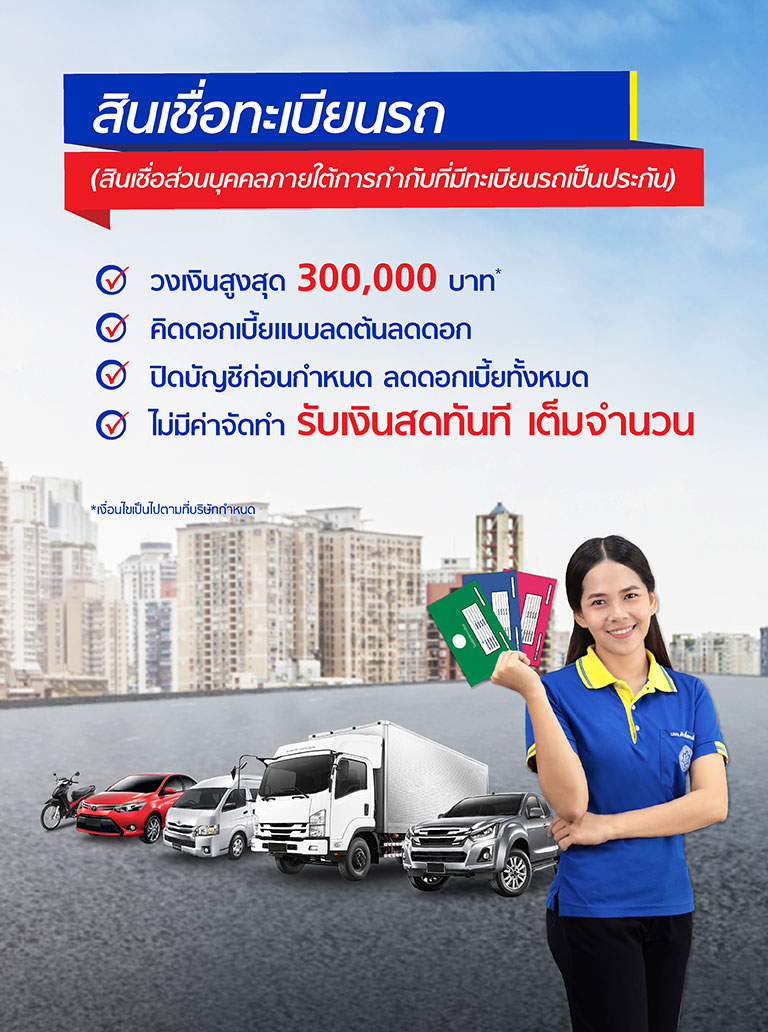 สินเชื่อทะเบียนรถ
(สินเชื่อส่วนบุคคลภายใต้การกำกับที่มีทะเบียนรถเป็นประกัน)
วงเงินสูงสุด 300,000 บาท*
คิดดอกเบี้ยแบบลดต้นลดดอก
ปิดบัญชีก่อนกำหนด ลดดอกเบี้ยทั้งหมด
ไม่มีค่าจัดทำ รับเงินสดทันที เต็มจำนวน
*เงื่อนไขเป็นไปตามที่บริษัทกำหนด